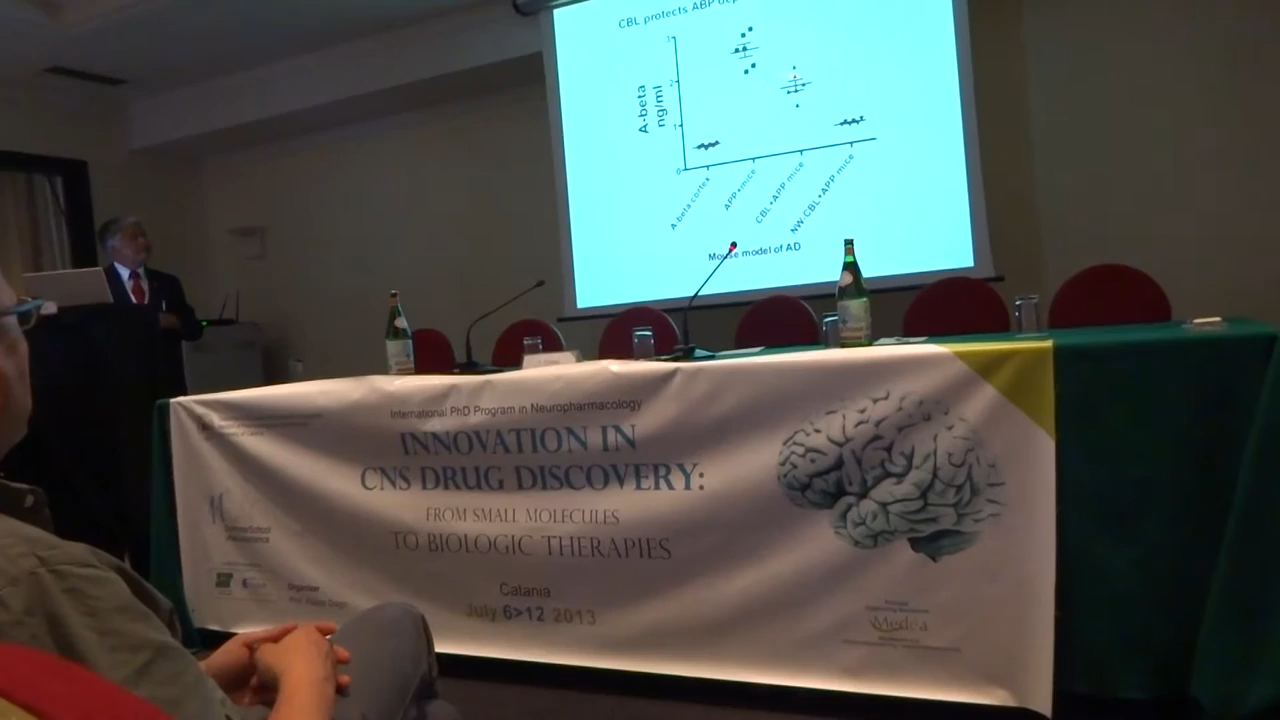 CBL protects ABP
3
2
1
0
A-beta
ng/ml
A-beta cortex
APP+mice
CBL+APP mice
NW-CBL+APP mice
Mouse model of AD
International PhD Program in Neuropharmacology
INNOVATION IN
CNS DRUG DISCOVERY:
FROM SMALL MOLECULES
TO BIOLOGIC THERAPIES
Catania
July 6>12 2013
School
Organizer
Prof.
Medea